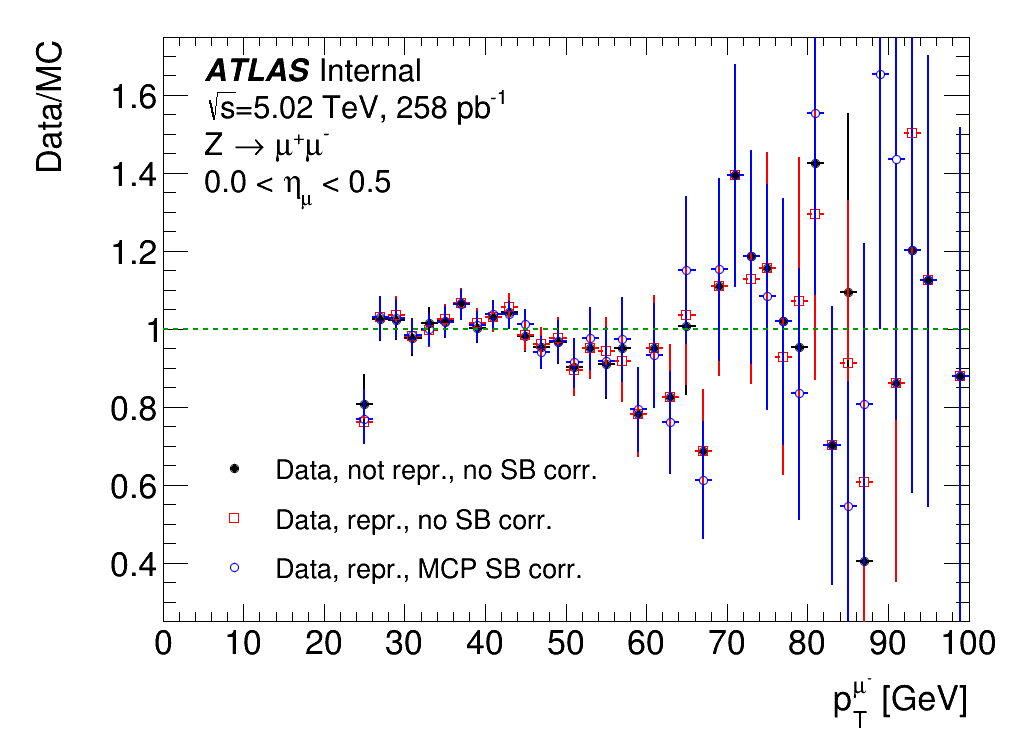 Data/MC
ATLAS Internal
√s=5.02 TeV, 258 pb⁻¹
Z → μ⁺μ⁻
0.0 < η_μ < 0.5
1.6
1.4
1.2
1
0.8
0.6
0.4
Data, not repr., no SB corr.
Data, repr., no SB corr.
Data, repr., MCP SB corr.
0 10 20 30 40 50 60 70 80 90 100
p_T^μ⁻ [GeV]